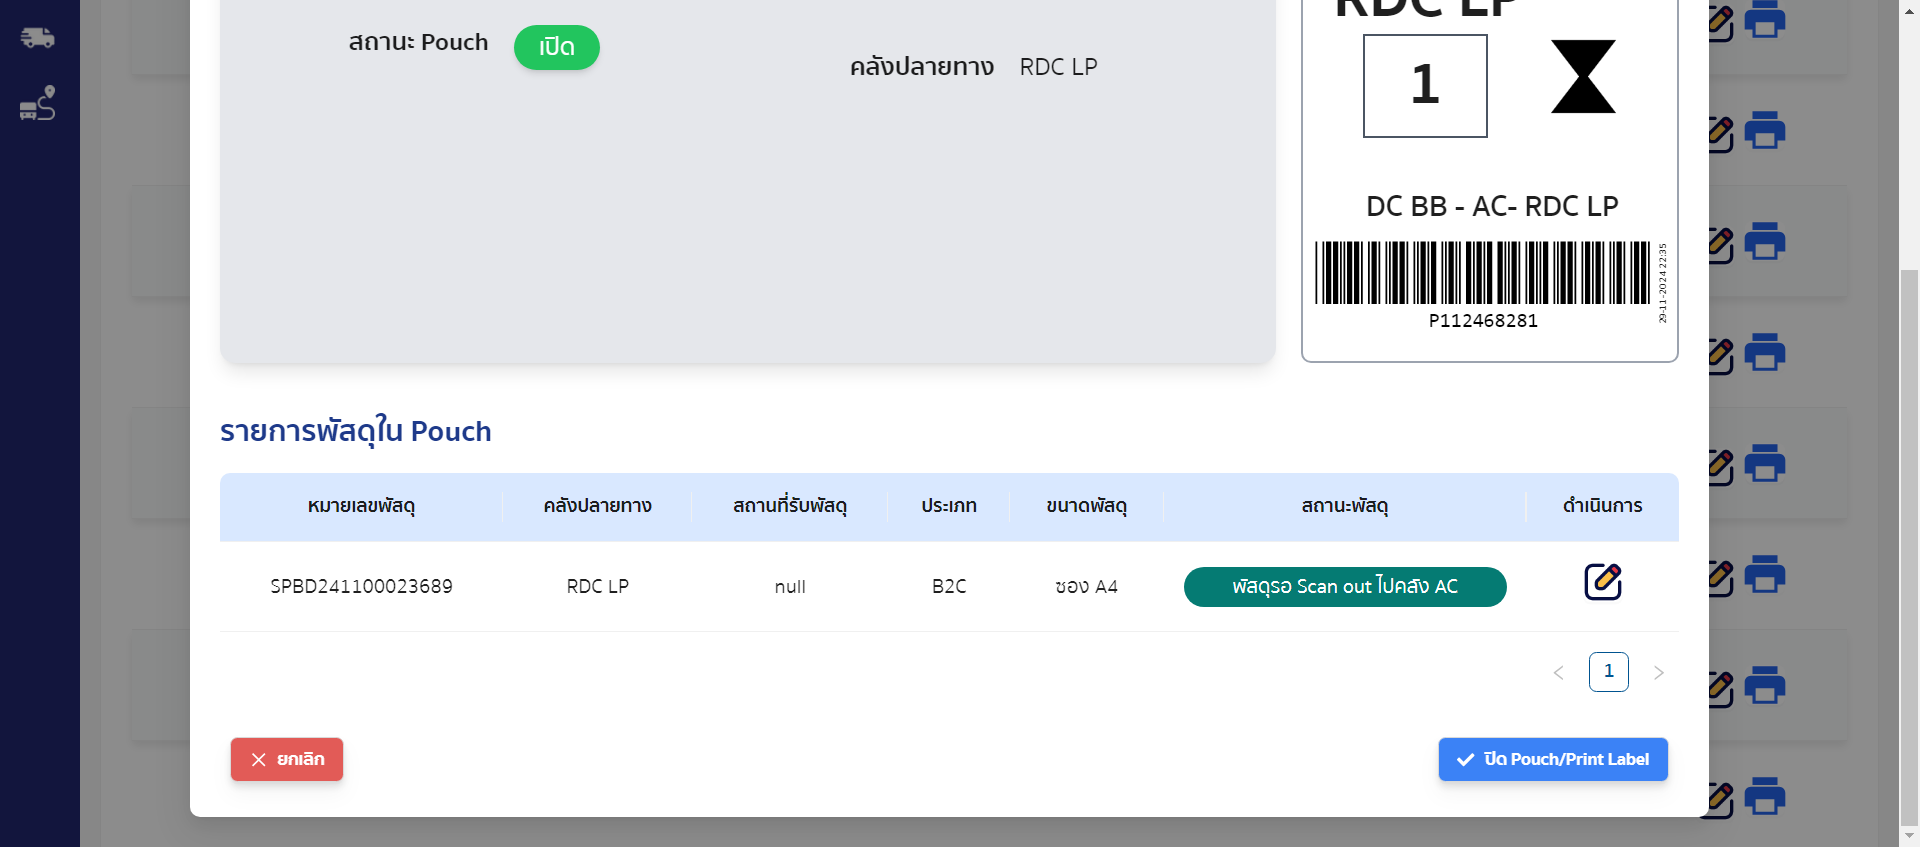 RDC LP
สถานะ Pouch เปิด
คลังปลายทาง RDC LP
1
DC BB - AC- RDC LP
29-11-2024 22:35
P112468281
รายการพัสดุใน Pouch
หมายเลขพัสดุ คลังปลายทาง สถานที่รับพัสดุ ประเภท ขนาดพัสดุ สถานะพัสดุ ดำเนินการ
SPBD241100023689 RDC LP null B2C ซอง A4 พัสดุรอ Scan out ไปคลัง AC
1
ยกเลิก
ปิด Pouch/Print Label